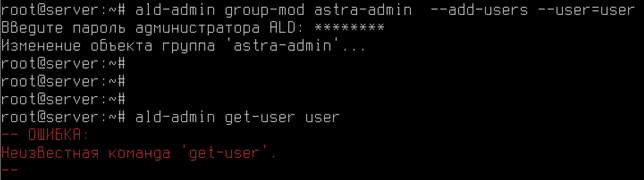 root@server:~# ald-admin group-mod astra-admin  --add-users --user=user
Введите пароль администратора ALD: ********
Изменение объекта группа 'astra-admin'...
root@server:~#
root@server:~#
root@server:~#
root@server:~# ald-admin get-user user
-- ОШИБКА:
Неизвестная команда 'get-user'.
--